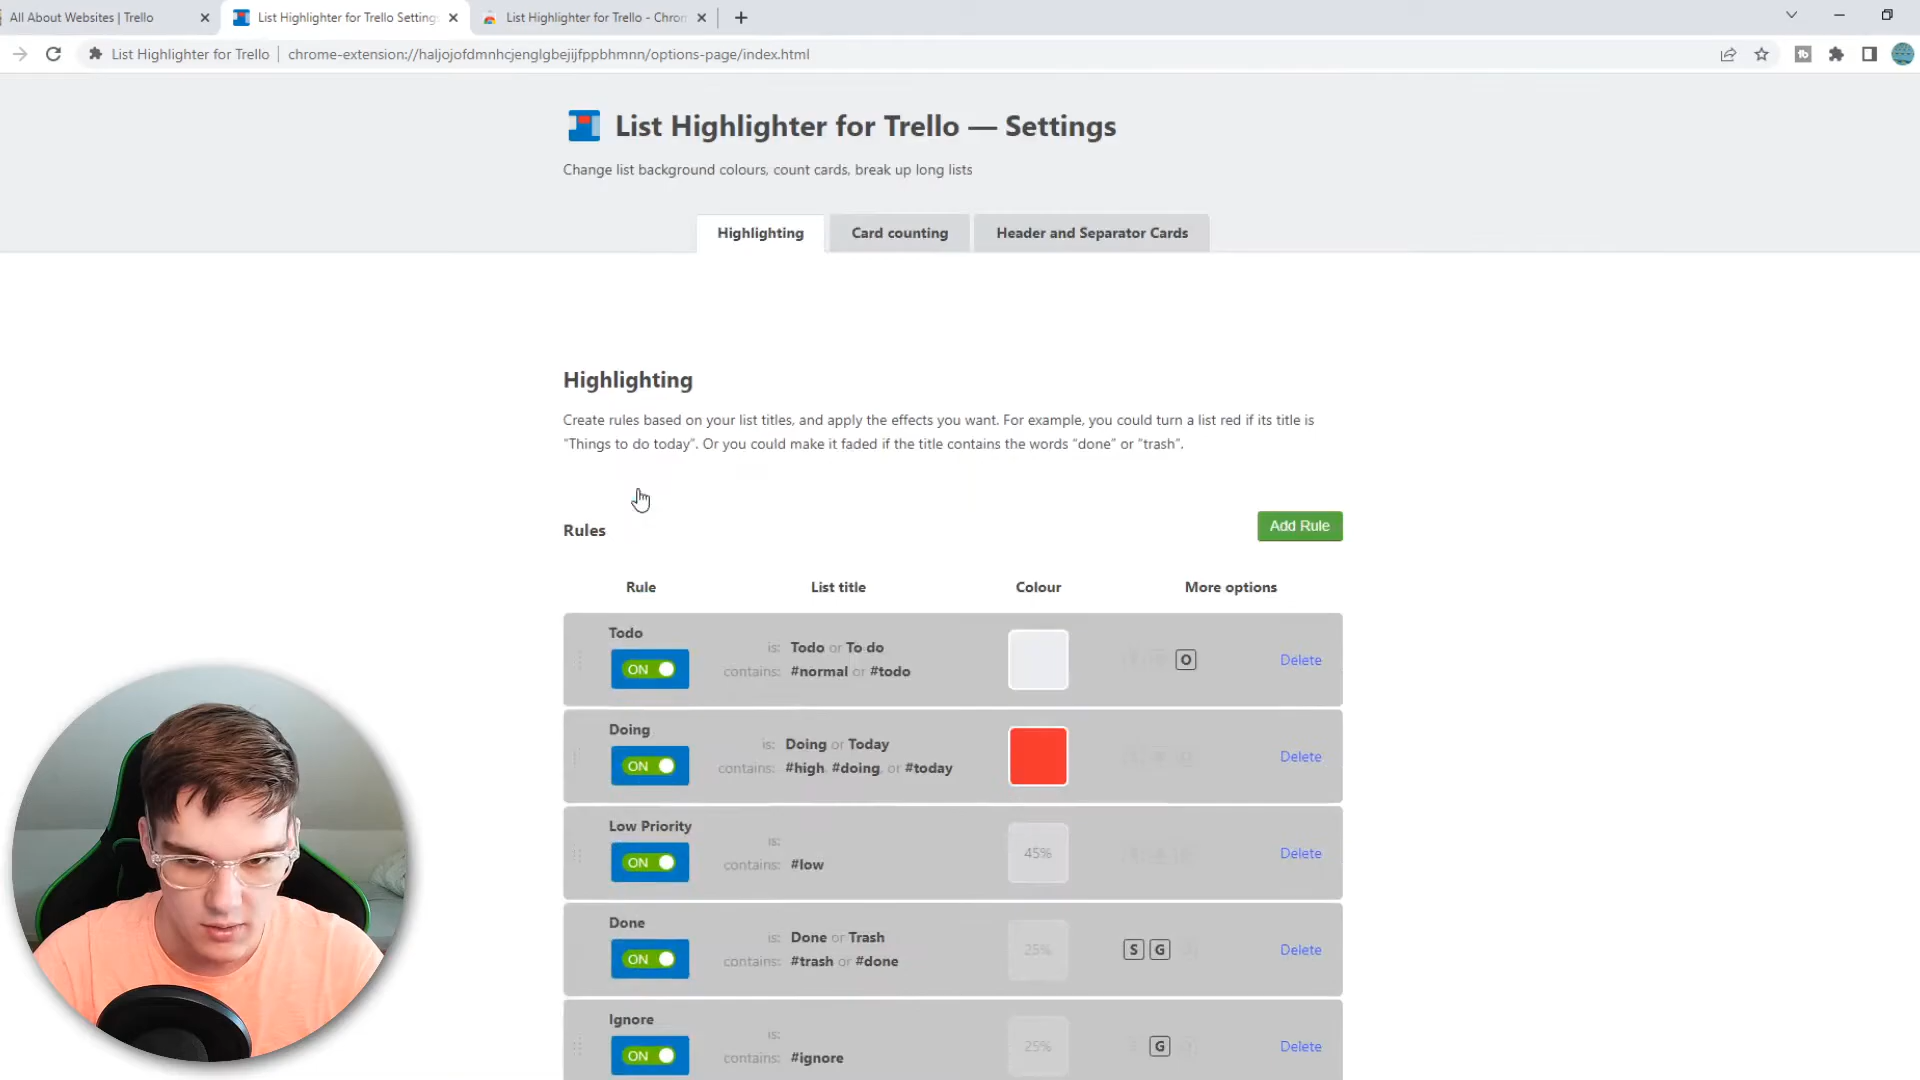 All About Websites | Trello
List Highlighter for Trello Setting
List Highlighter for Trello - Chrom
List Highlighter for Trello
chrome-extension://haljojofdmnhcjenglgbejijfppbhmnn/options-page/index.html
List Highlighter for Trello — Settings
Change list background colours, count cards, break up long lists
Highlighting
Card counting
Header and Separator Cards
Highlighting
Create rules based on your list titles, and apply the effects you want. For example, you could turn a list red if its title is
“Things to do today”. Or you could make it faded if the title contains the words “done” or “trash”.
Rules
Add Rule
Rule
List title
Colour
More options
Todo
ON
is: Todo or To do
contains: #normal or #todo
O
Delete
Doing
ON
is: Doing or Today
contains: #high, #doing, or #today
Delete
Low Priority
ON
is:
contains: #low
45%
Delete
Done
ON
is: Done or Trash
contains: #trash or #done
25%
S G
Delete
Ignore
ON
is:
contains: #ignore
25%
G
Delete